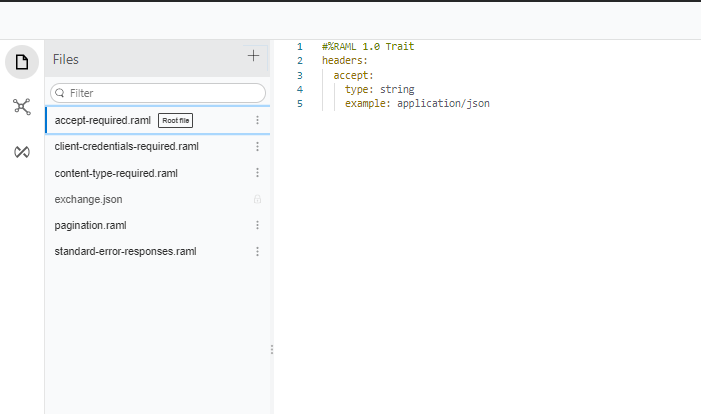 Files
Filter
accept-required.raml Root file
client-credentials-required.raml
content-type-required.raml
exchange.json
pagination.raml
standard-error-responses.raml
1 #%RAML 1.0 Trait
2 headers:
3 accept:
4 type: string
5 example: application/json